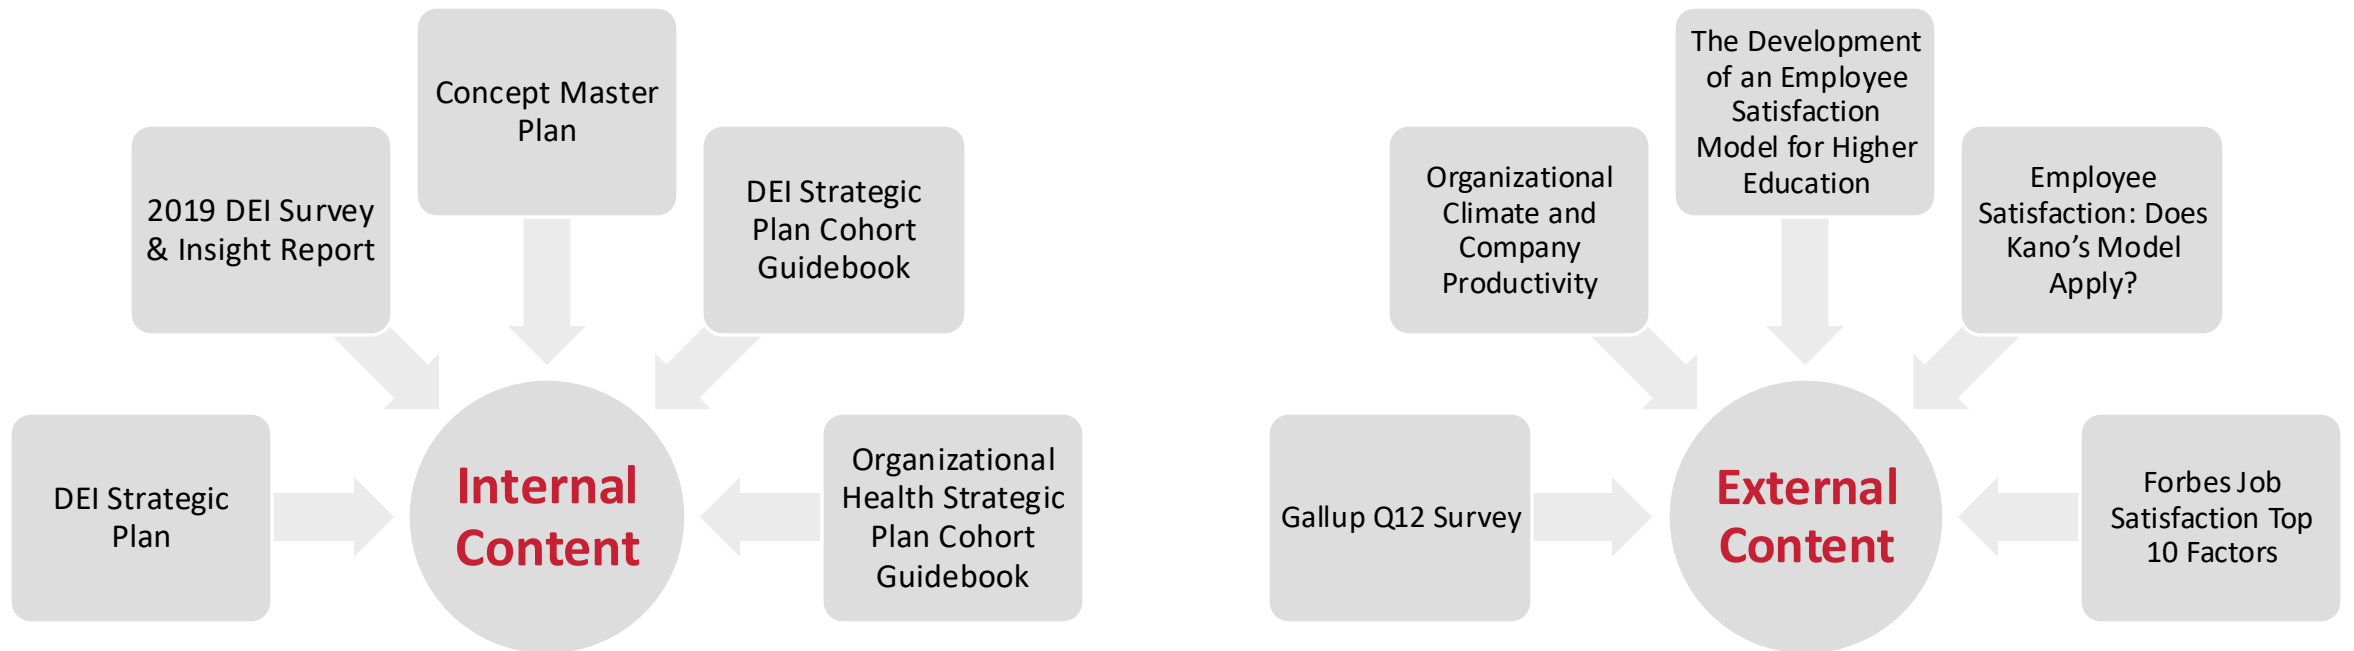 DEI Strategic
Plan
2019 DEI Survey
& Insight Report
Concept Master
Plan
DEI Strategic
Plan Cohort
Guidebook
Organizational
Health Strategic
Plan Cohort
Guidebook
Internal
Content
Gallup Q12 Survey
Organizational
Climate and
Company
Productivity
The Development
of an Employee
Satisfaction
Model for Higher
Education
Employee
Satisfaction: Does
Kano’s Model
Apply?
Forbes Job
Satisfaction Top
10 Factors
External
Content